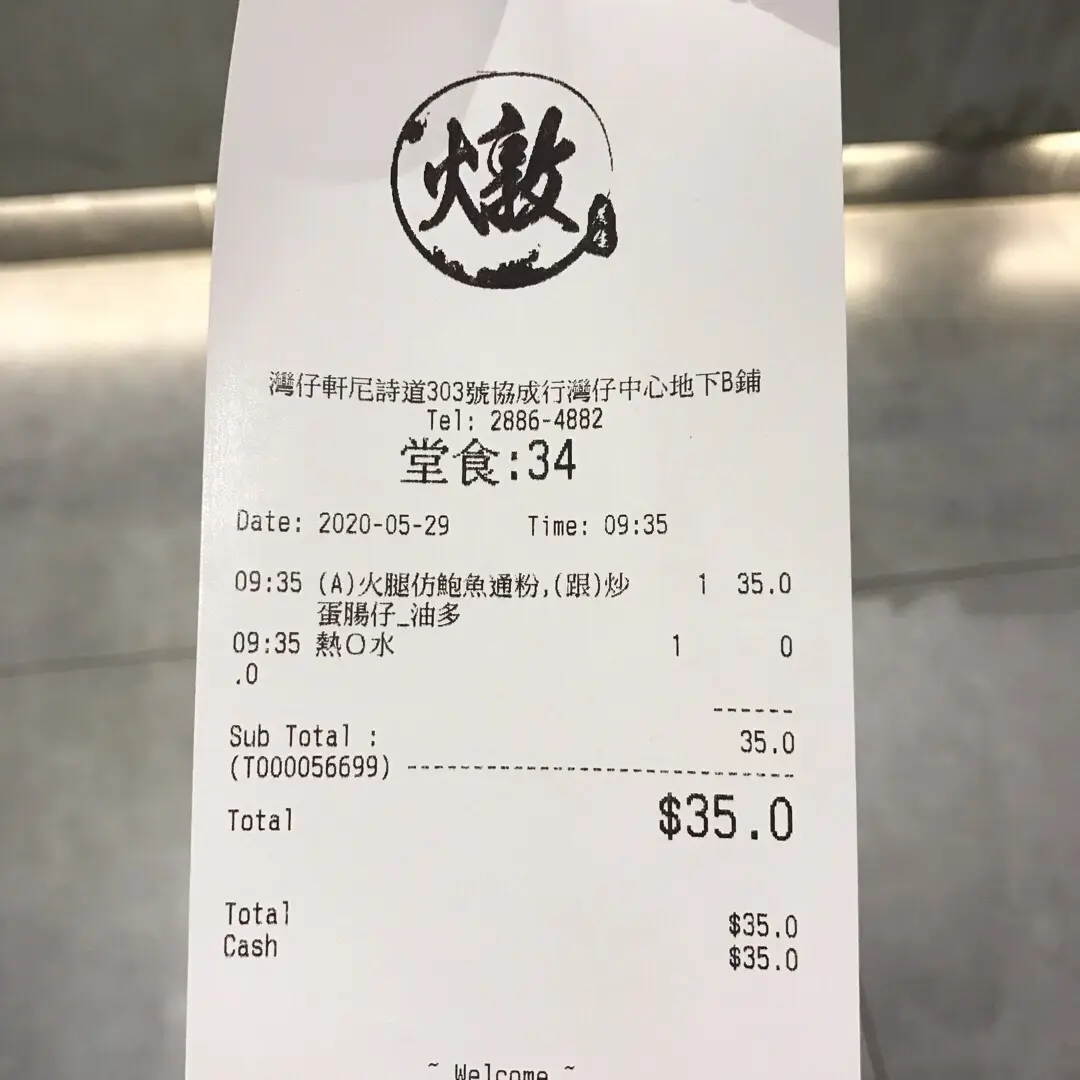 燉
灣仔軒尼詩道303號協成行灣仔中心地下B鋪
Tel: 2886-4882
堂食:34
Date: 2020-05-29 Time: 09:35
09:35 (A)火腿仿鮑魚通粉,(跟)炒 1 35.0
蛋腸仔_油多
09:35 熱〇水 1 0
.0
------
Sub Total : 35.0
(T000056699) ------------------------------
Total $35.0
Total $35.0
Cash $35.0
~ Welcome ~